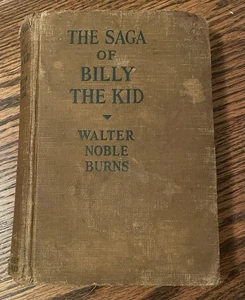 THE SAGA
OF
BILLY
THE KID
WALTER
NOBLE
BURNS